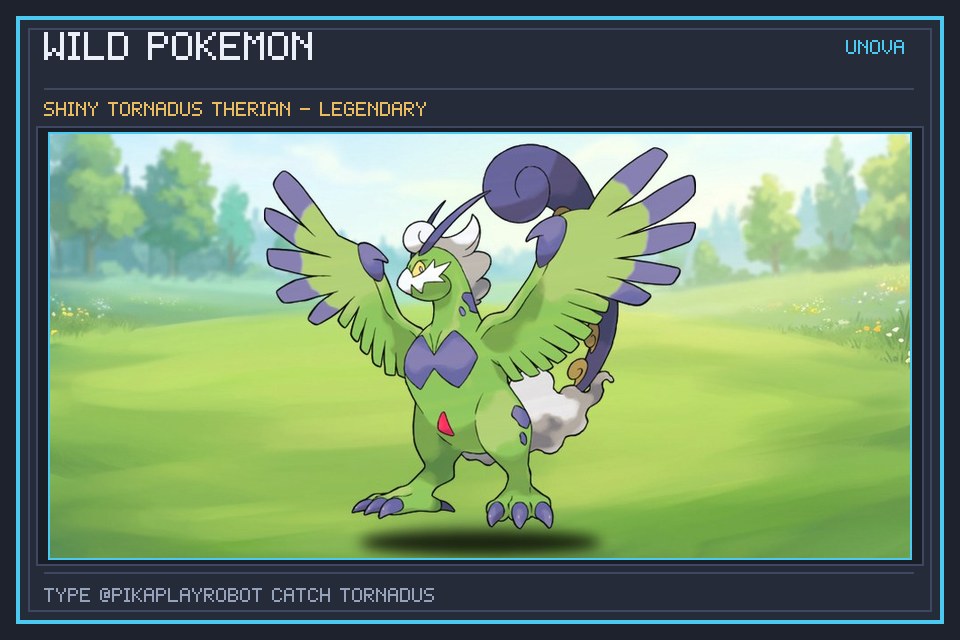 WILD POKEMON
UNOVA
SHINY TORNADUS THERIAN - LEGENDARY
TYPE @PIKAPLAYROBOT CATCH TORNADUS